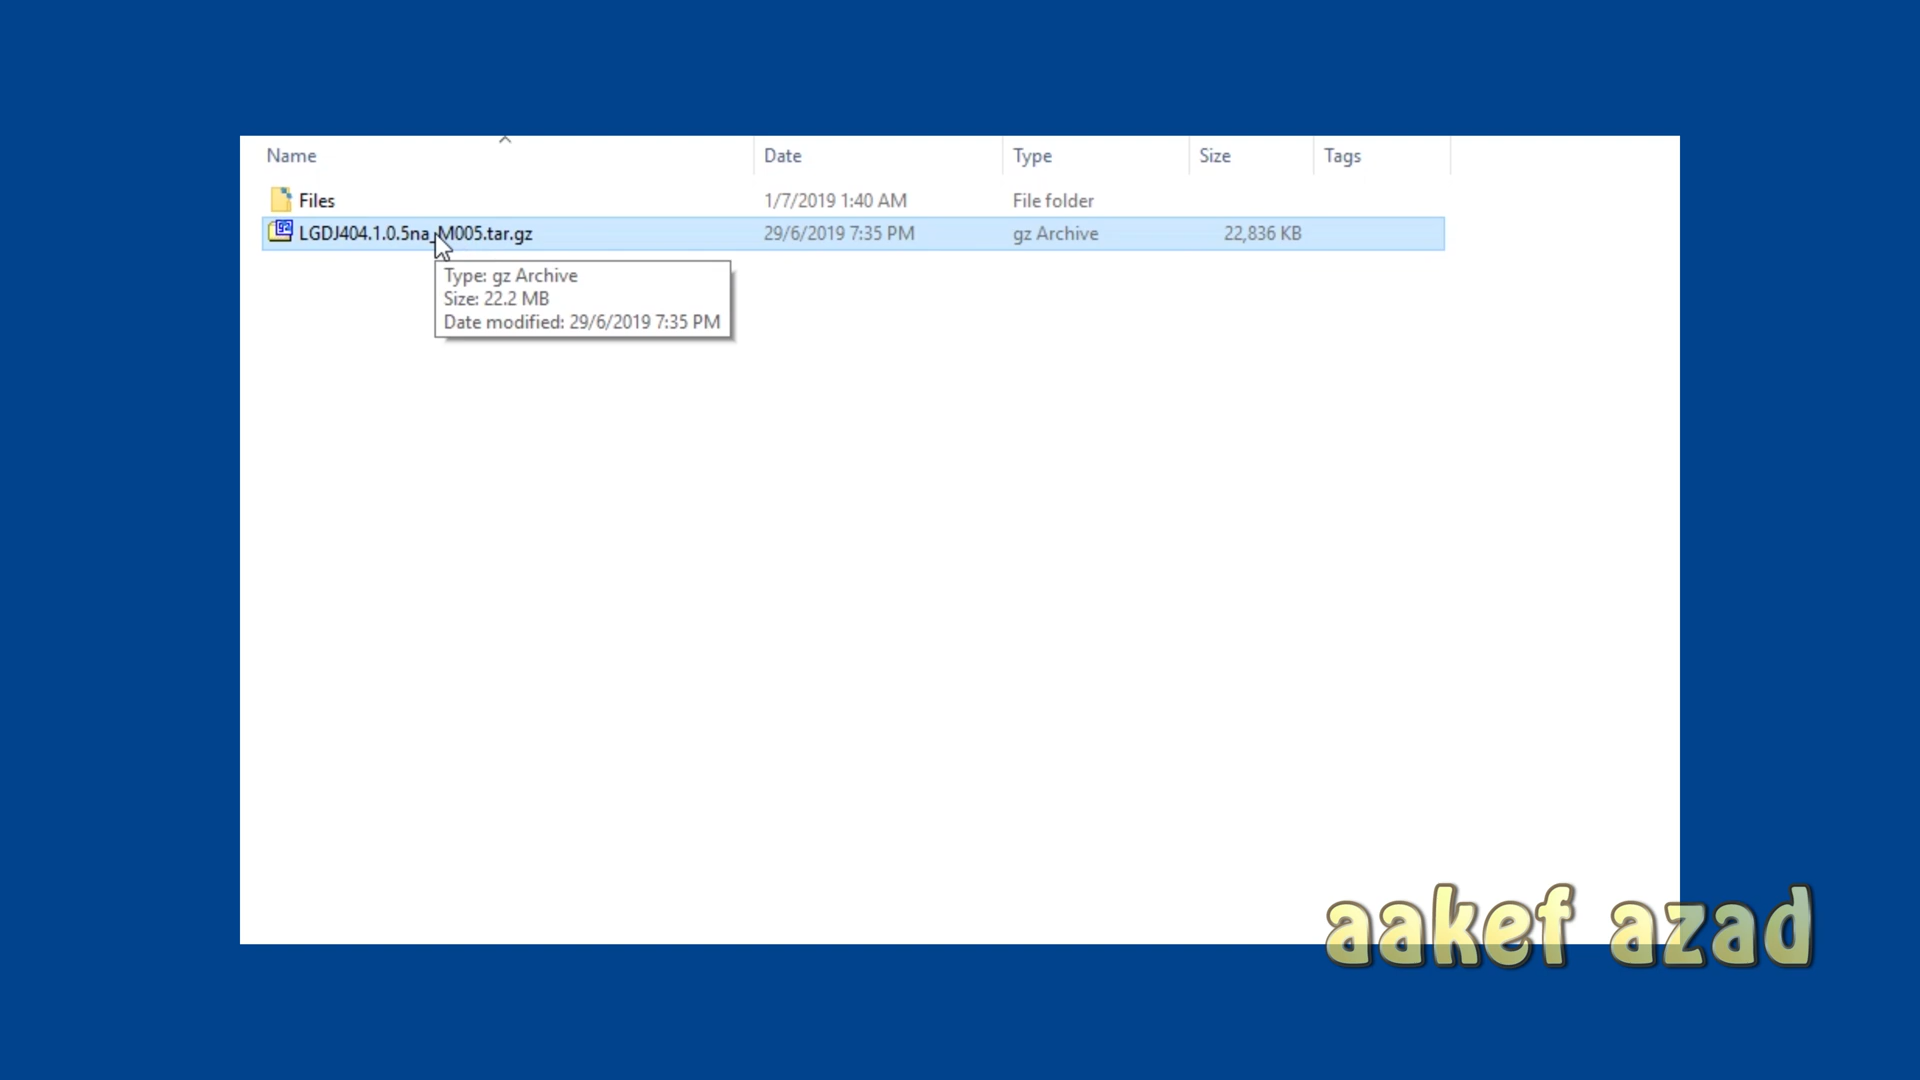 Name Date Type Size Tags
Files 1/7/2019 1:40 AM File folder
LGDJ404.1.0.5na_M005.tar.gz 29/6/2019 7:35 PM gz Archive 22,836 KB
Type: gz Archive
Size: 22.2 MB
Date modified: 29/6/2019 7:35 PM
aakef azad